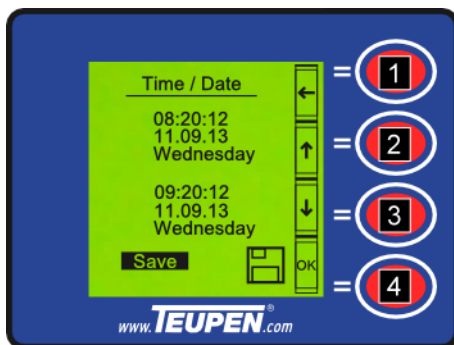 Time / Date
08:20:12
11.09.13
Wednesday
09:20:12
11.09.13
Wednesday
Save
←
↑
↓
OK
= 1
= 2
= 3
= 4
www.TEUPEN®.com